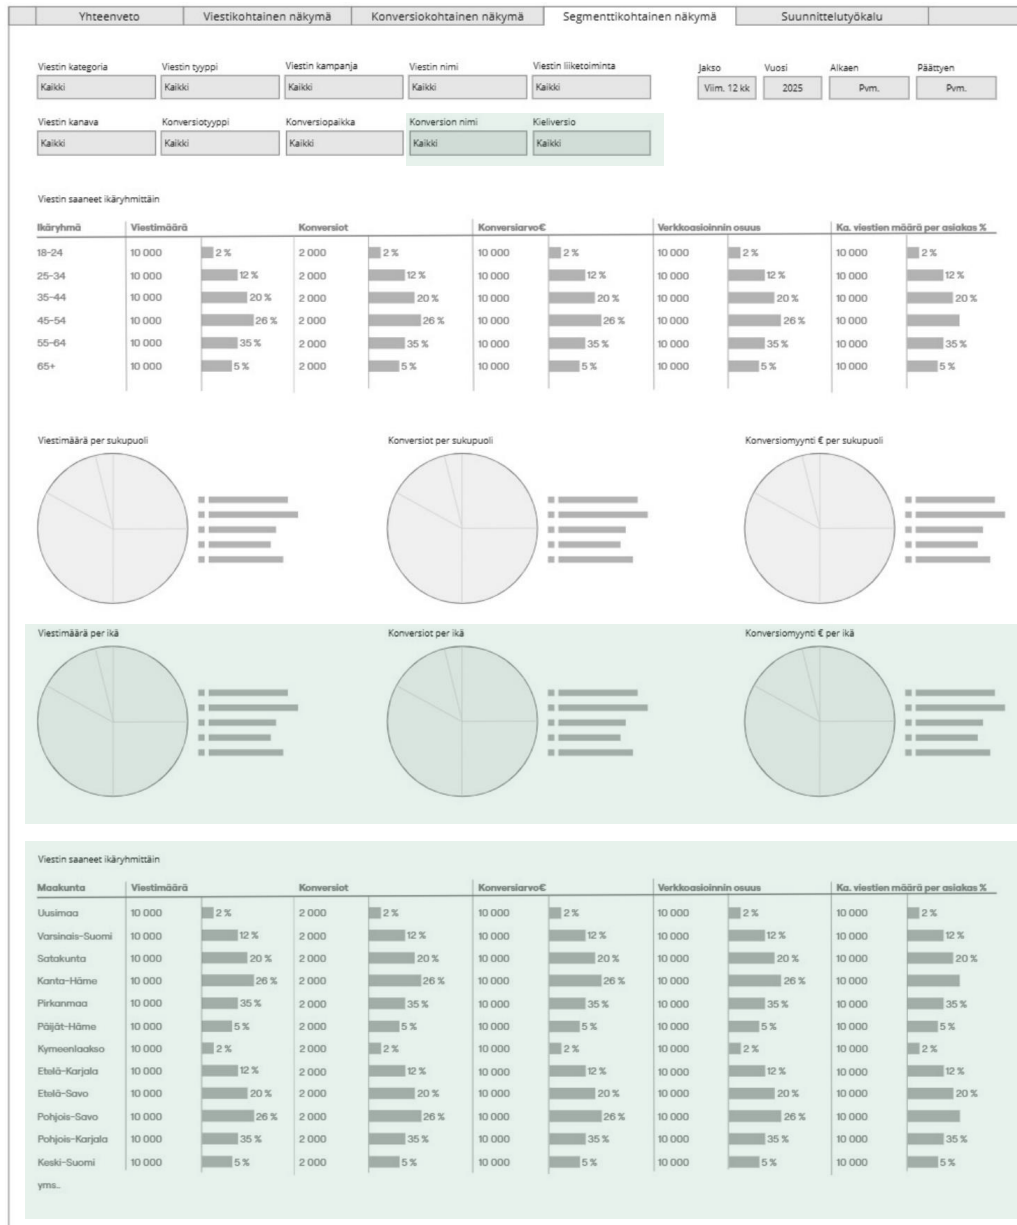 Yhteenveto Viestikohtainen näkymä Konversiokohtainen näkymä Segmenttikohtainen näkymä Suunnittelutyökalu
Viestin kategoria Viestin tyyppi Viestin kampanja Viestin nimi Viestin liiketoiminta Jakso Vuosi Alkaen Päättyen
Kaikki Kaikki Kaikki Kaikki Kaikki Viim. 12 kk 2025 Pvm. Pvm.
Viestin kanava Konversiotyyppi Konversiopaikka Konversion nimi Kieliversio
Kaikki Kaikki Kaikki Kaikki Kaikki
Viestin saaneet ikäryhmittäin
Ikäryhmä Viestimäärä Konversiot Konversiarvo€ Verkkoasioinnin osuus Ka. viestien määrä per asiakas %
18-24 10 000 2 % 2 000 2 % 10 000 2 % 10 000 2 % 10 000 2 %
25-34 10 000 12 % 2 000 12 % 10 000 12 % 10 000 12 % 10 000 12 %
35-44 10 000 20 % 2 000 20 % 10 000 20 % 10 000 20 % 10 000 20 %
45-54 10 000 26 % 2 000 26 % 10 000 26 % 10 000 26 % 10 000
55-64 10 000 35 % 2 000 35 % 10 000 35 % 10 000 35 % 10 000 35 %
65+ 10 000 5 % 2 000 5 % 10 000 5 % 10 000 5 % 10 000 5 %
Viestimäärä per sukupuoli Konversiot per sukupuoli Konversiomyynti € per sukupuoli
Viestimäärä per ikä Konversiot per ikä Konversiomyynti € per ikä
Viestin saaneet ikäryhmittäin
Maakunta Viestimäärä Konversiot Konversiarvo€ Verkkoasioinnin osuus Ka. viestien määrä per asiakas %
Uusimaa 10 000 2 % 2 000 2 % 10 000 2 % 10 000 2 % 10 000 2 %
Varsinais-Suomi 10 000 12 % 2 000 12 % 10 000 12 % 10 000 12 % 10 000 12 %
Satakunta 10 000 20 % 2 000 20 % 10 000 20 % 10 000 20 % 10 000 20 %
Kanta-Häme 10 000 26 % 2 000 26 % 10 000 26 % 10 000 26 % 10 000
Pirkanmaa 10 000 35 % 2 000 35 % 10 000 35 % 10 000 35 % 10 000 35 %
Päijät-Häme 10 000 5 % 2 000 5 % 10 000 5 % 10 000 5 % 10 000 5 %
Kymeenlaakso 10 000 2 % 2 000 2 % 10 000 2 % 10 000 2 % 10 000 2 %
Etelä-Karjala 10 000 12 % 2 000 12 % 10 000 12 % 10 000 12 % 10 000 12 %
Etelä-Savo 10 000 20 % 2 000 20 % 10 000 20 % 10 000 20 % 10 000 20 %
Pohjois-Savo 10 000 26 % 2 000 26 % 10 000 26 % 10 000 26 % 10 000
Pohjois-Karjala 10 000 35 % 2 000 35 % 10 000 35 % 10 000 35 % 10 000 35 %
Keski-Suomi 10 000 5 % 2 000 5 % 10 000 5 % 10 000 5 % 10 000 5 %
yms..